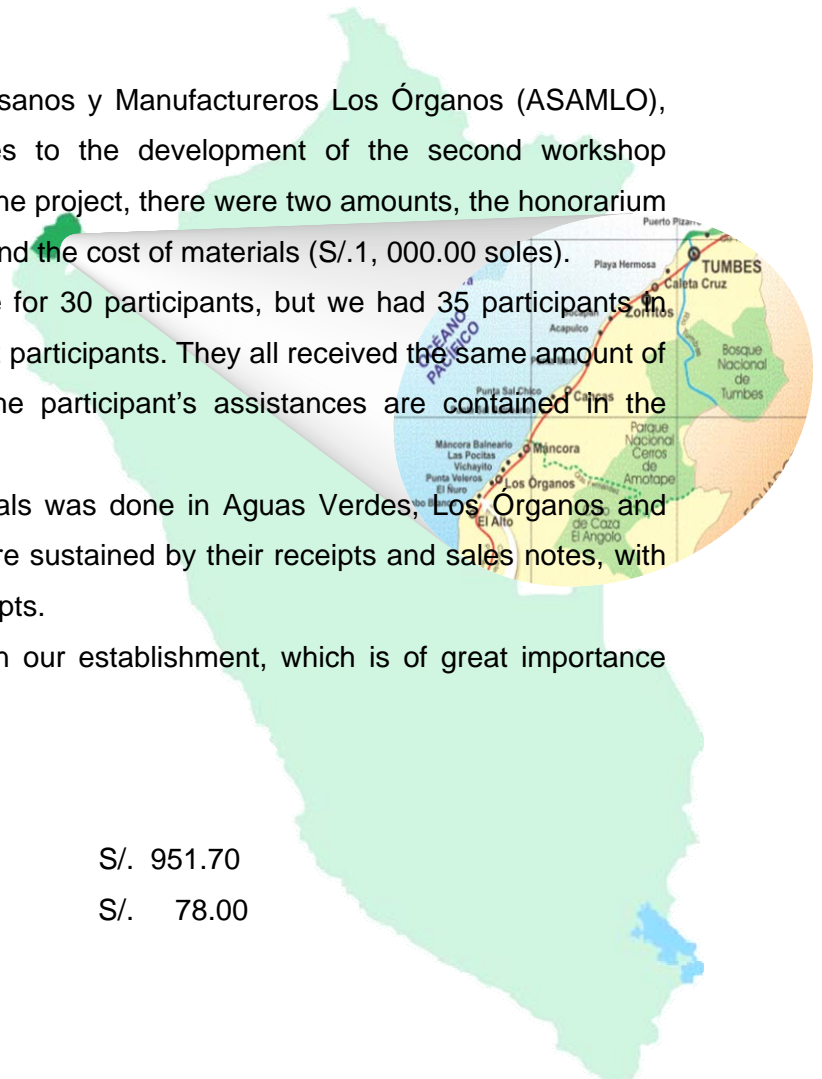 sanos y Manufactureros Los Órganos (ASAMLO),
es to the development of the second workshop
he project, there were two amounts, the honorarium
nd the cost of materials (S/.1, 000.00 soles).
e for 30 participants, but we had 35 participants in
participants. They all received the same amount of
ne participant's assistances are contained in the
als was done in Aguas Verdes, Los Órganos and
re sustained by their receipts and sales notes, with
pts.
n our establishment, which is of great importance
S/. 951.70
S/. 78.00
Puerto Pizarro
Playa Hermosa
TUMBES
Caleta Cruz
Zorritos
Acapulco
OCÉANO
PACÍFICO
Bosque
Nacional
de
Tumbes
Punta Sal Chico
Cancas
Parque
Nacional
Cerros
de
Amotape
Máncora Balneario
Máncora
Las Pocitas
Vichayito
Punta Veleros
Los Órganos
El Ñuro
El Alto
de Caza
El Angolo